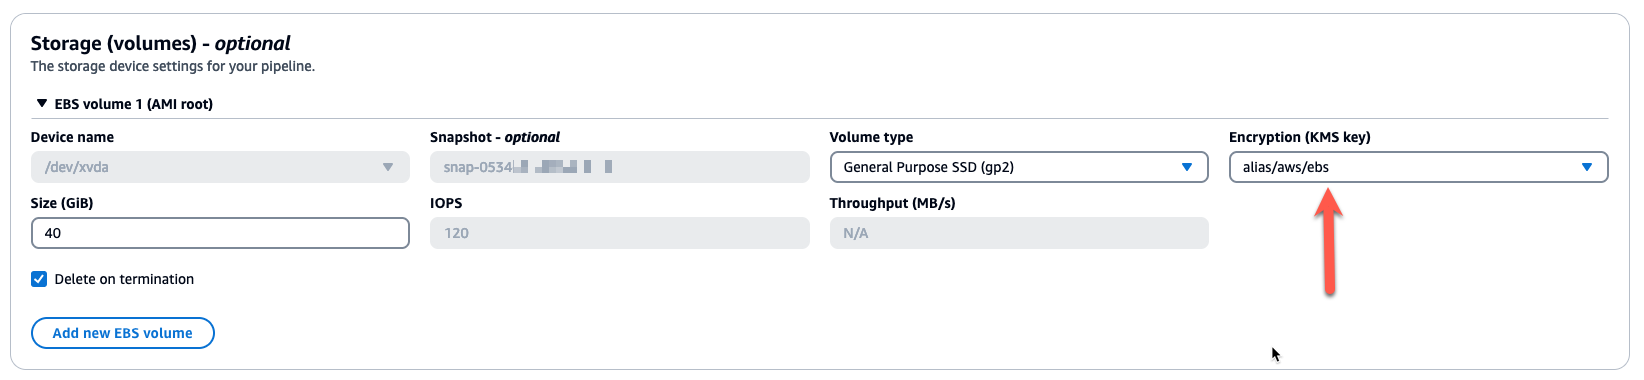 Storage (volumes) - optional
The storage device settings for your pipeline.
EBS volume 1 (AMI root)
Device name
/dev/xvda
Snapshot - optional
snap-0534
Volume type
General Purpose SSD (gp2)
Encryption (KMS key)
alias/aws/ebs
Size (GiB)
40
IOPS
120
Throughput (MB/s)
N/A
Delete on termination
Add new EBS volume